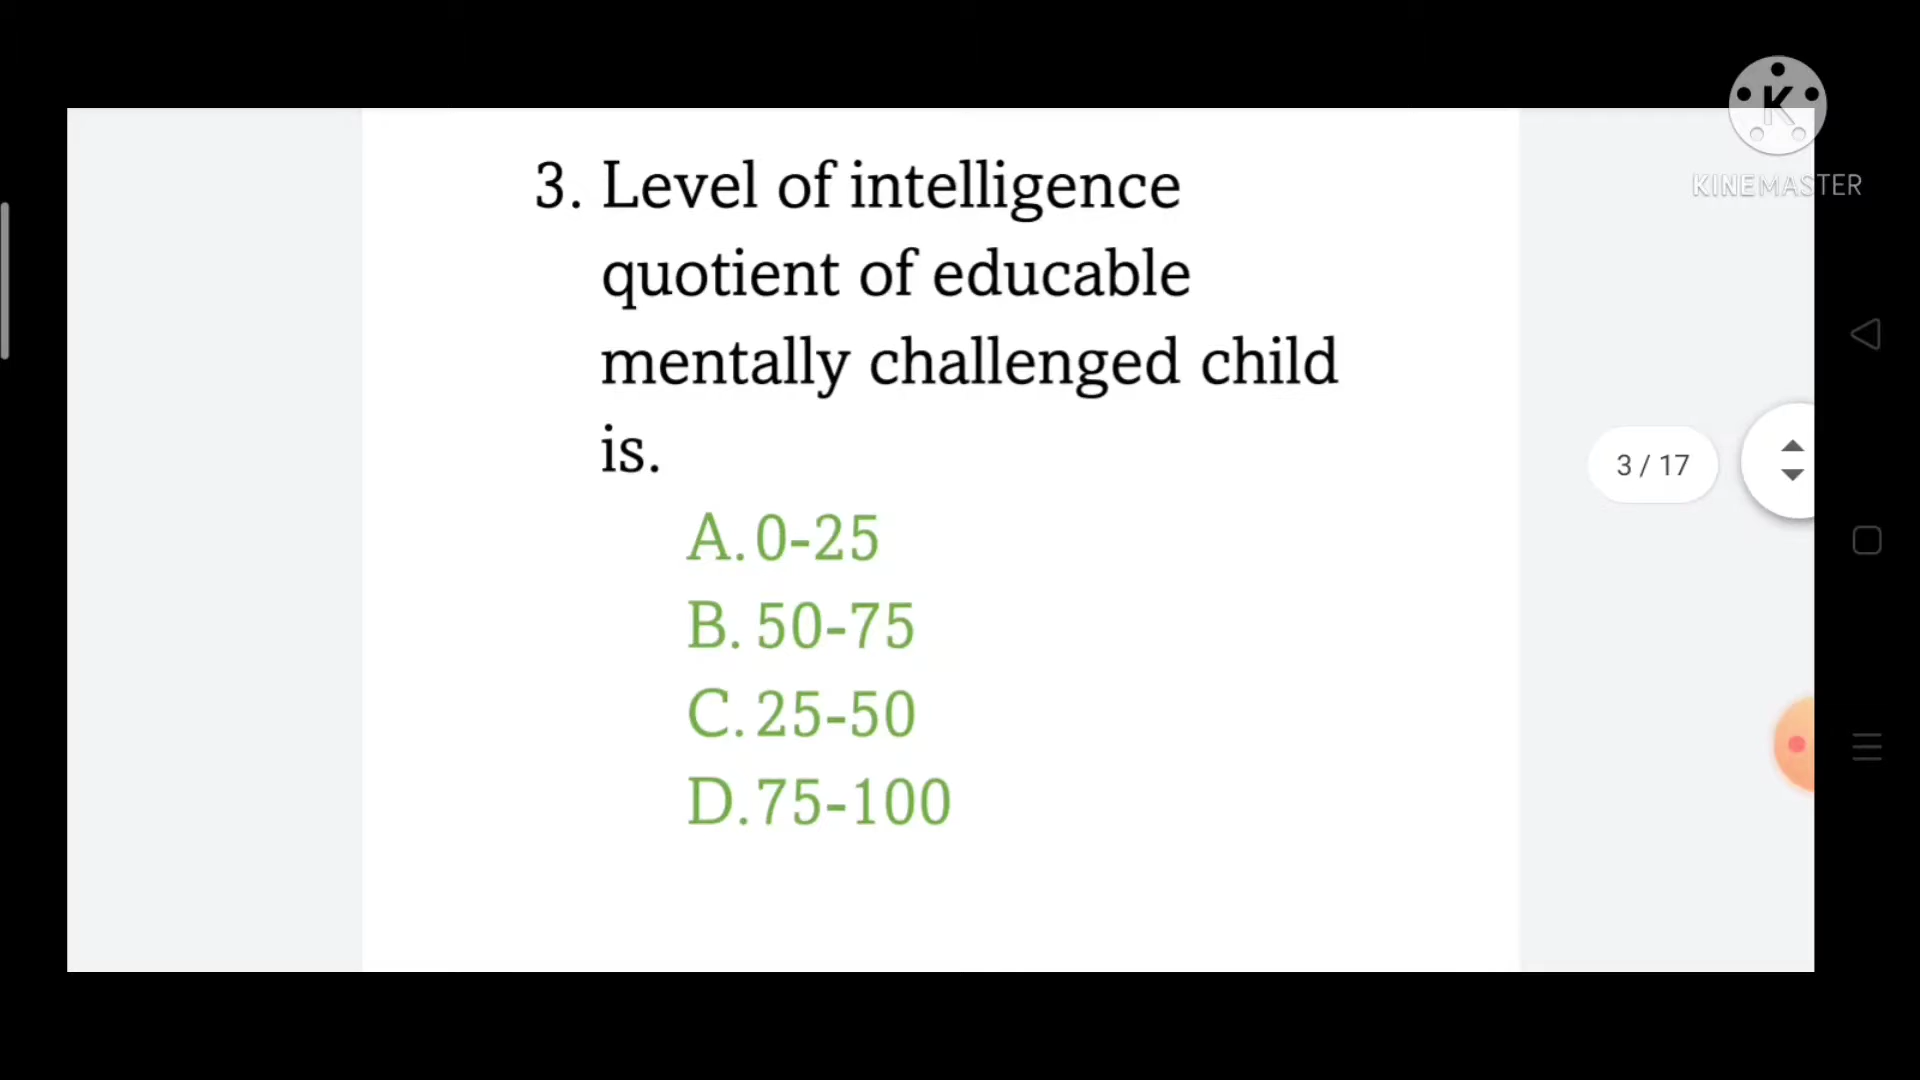 K
KINEMASTER
3. Level of intelligence
quotient of educable
mentally challenged child
is.
A. 0-25
B. 50-75
C. 25-50
D. 75-100
3 / 17